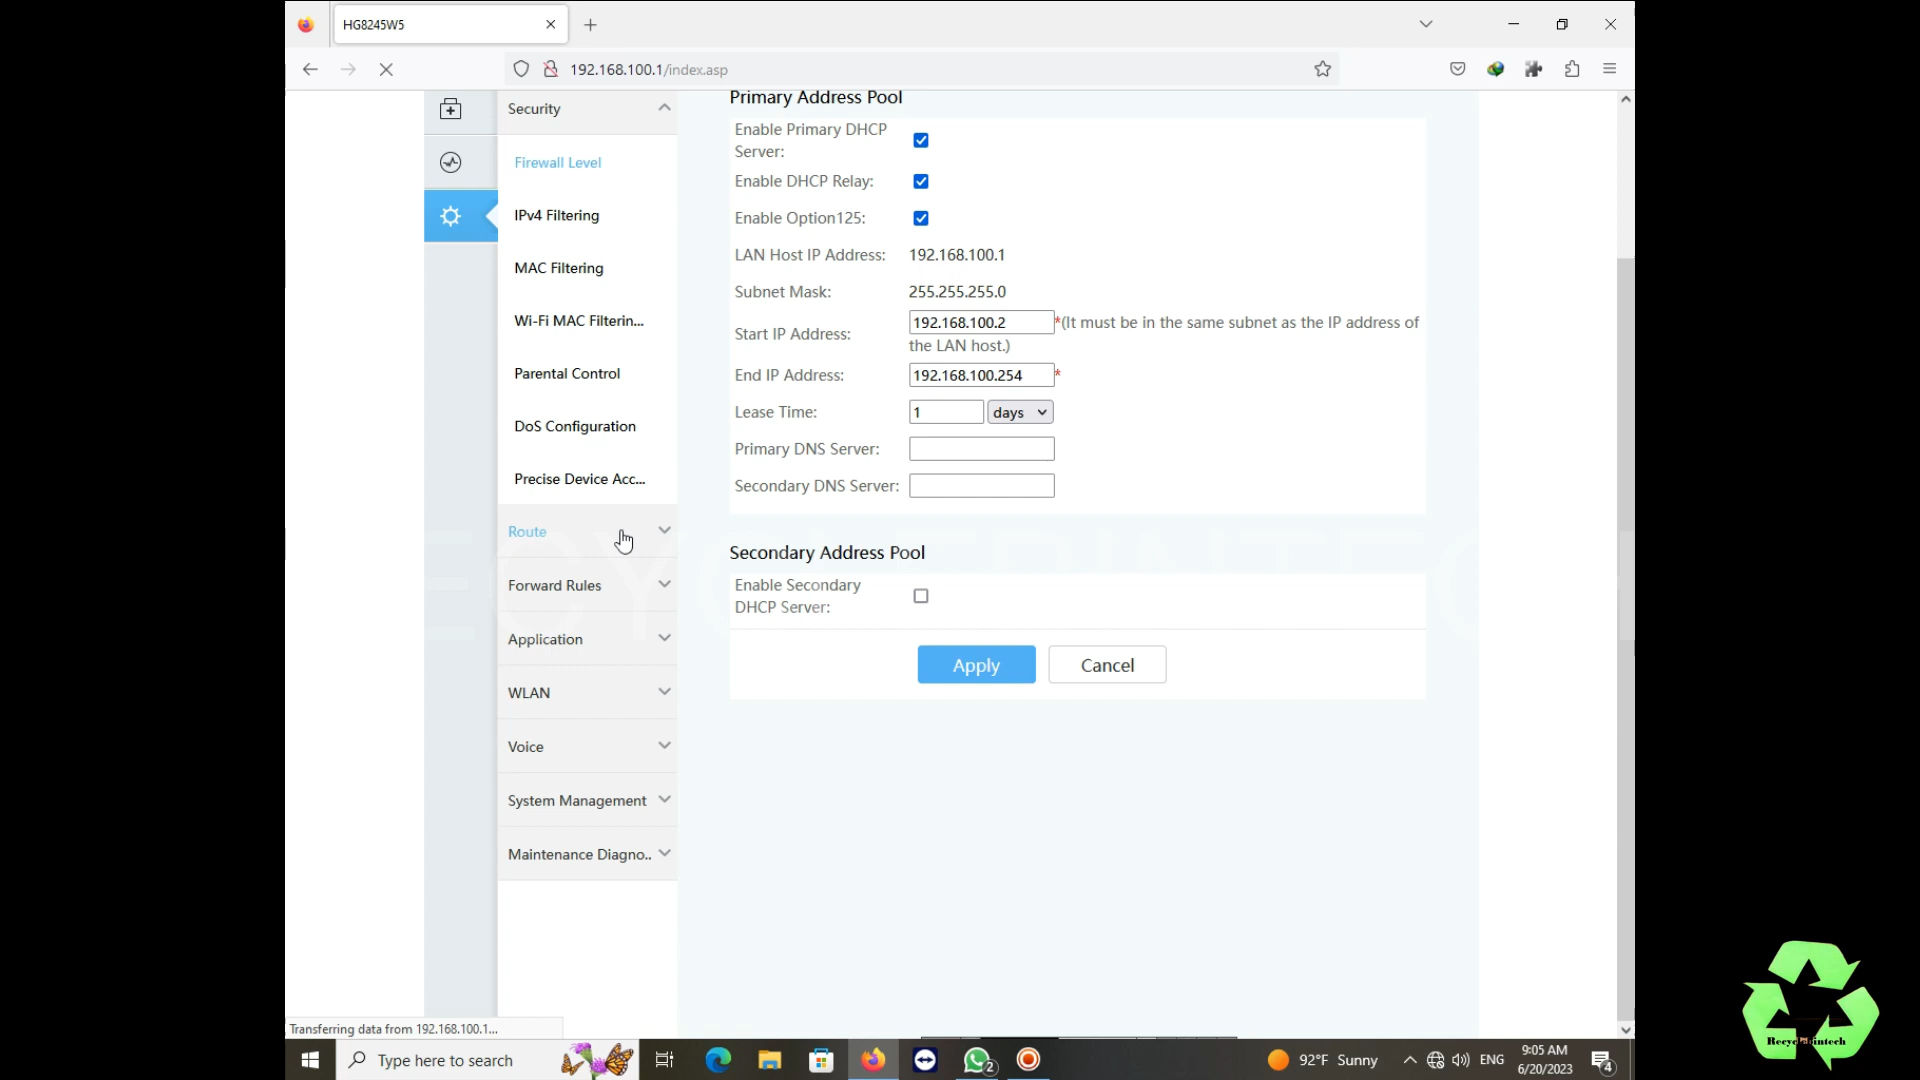 HG8245W5
192.168.100.1/index.asp
Security
Firewall Level
IPv4 Filtering
MAC Filtering
Wi-Fi MAC Filterin...
Parental Control
DoS Configuration
Precise Device Acc...
Route
Forward Rules
Application
WLAN
Voice
System Management
Maintenance Diagno..
Primary Address Pool
Enable Primary DHCP
Server:
Enable DHCP Relay:
Enable Option125:
LAN Host IP Address: 192.168.100.1
Subnet Mask: 255.255.255.0
Start IP Address: 192.168.100.2 *(It must be in the same subnet as the IP address of
the LAN host.)
End IP Address: 192.168.100.254 *
Lease Time: 1 days
Primary DNS Server:
Secondary DNS Server:
Secondary Address Pool
Enable Secondary
DHCP Server:
Apply Cancel
Transferring data from 192.168.100.1...
Type here to search
2
92°F Sunny
ENG
9:05 AM
6/20/2023
4